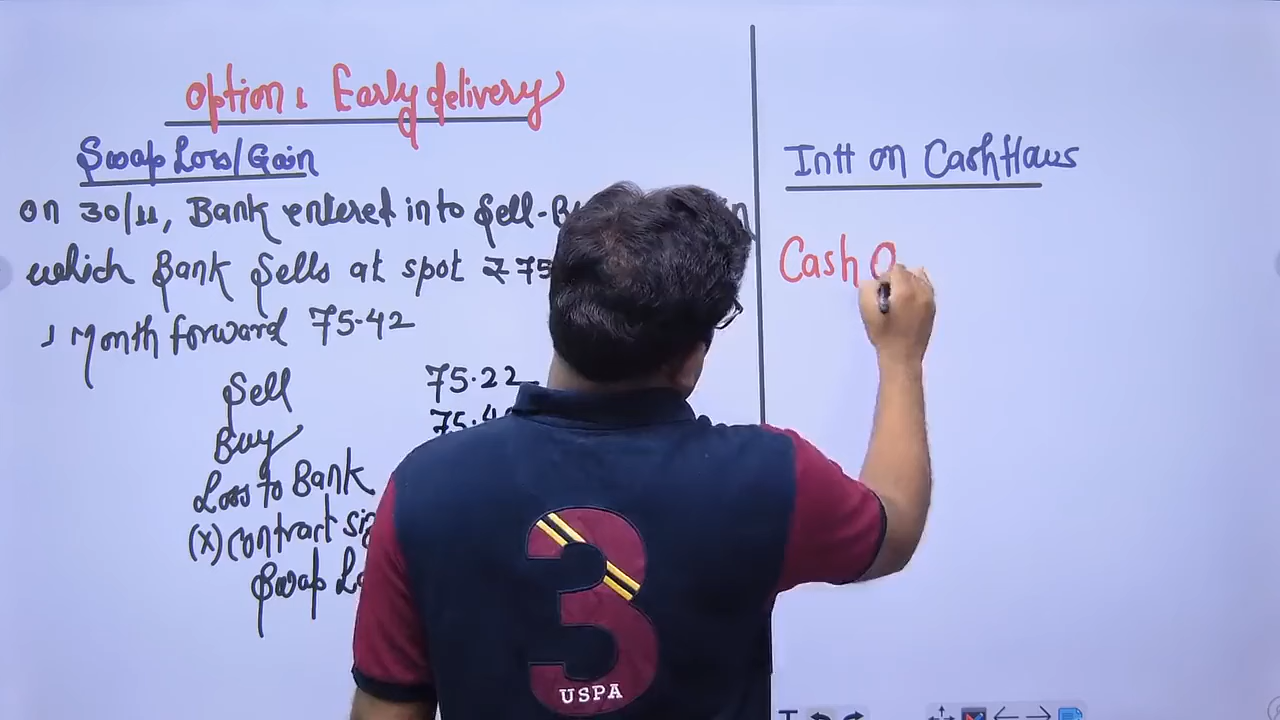 Option & Early delivery
Swap Loss/Gain
on 30/11, Bank entered into Sell-
which Bank Sells at spot ₹ 75
1 Month forward 75.42
Sell 75.22
Buy 75.4
Loss to Bank
(x) Contract
Swap
Intt on Cashflows
Cash O
3
USPA